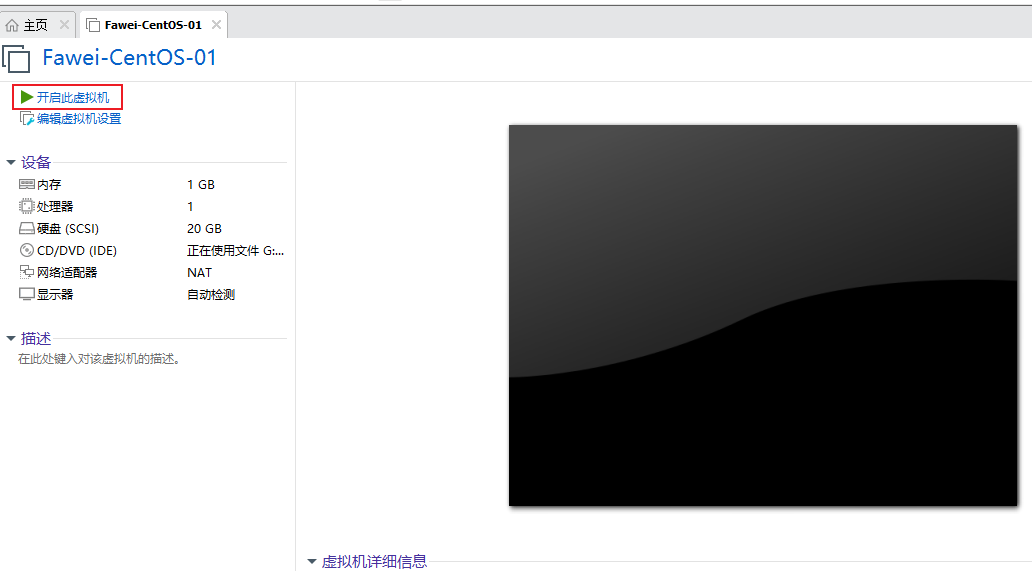 主页
Fawei-CentOS-01
Fawei-CentOS-01
开启此虚拟机
编辑虚拟机设置
设备
内存 1 GB
处理器 1
硬盘 (SCSI) 20 GB
CD/DVD (IDE) 正在使用文件 G:...
网络适配器 NAT
显示器 自动检测
描述
在此处键入对该虚拟机的描述。
虚拟机详细信息